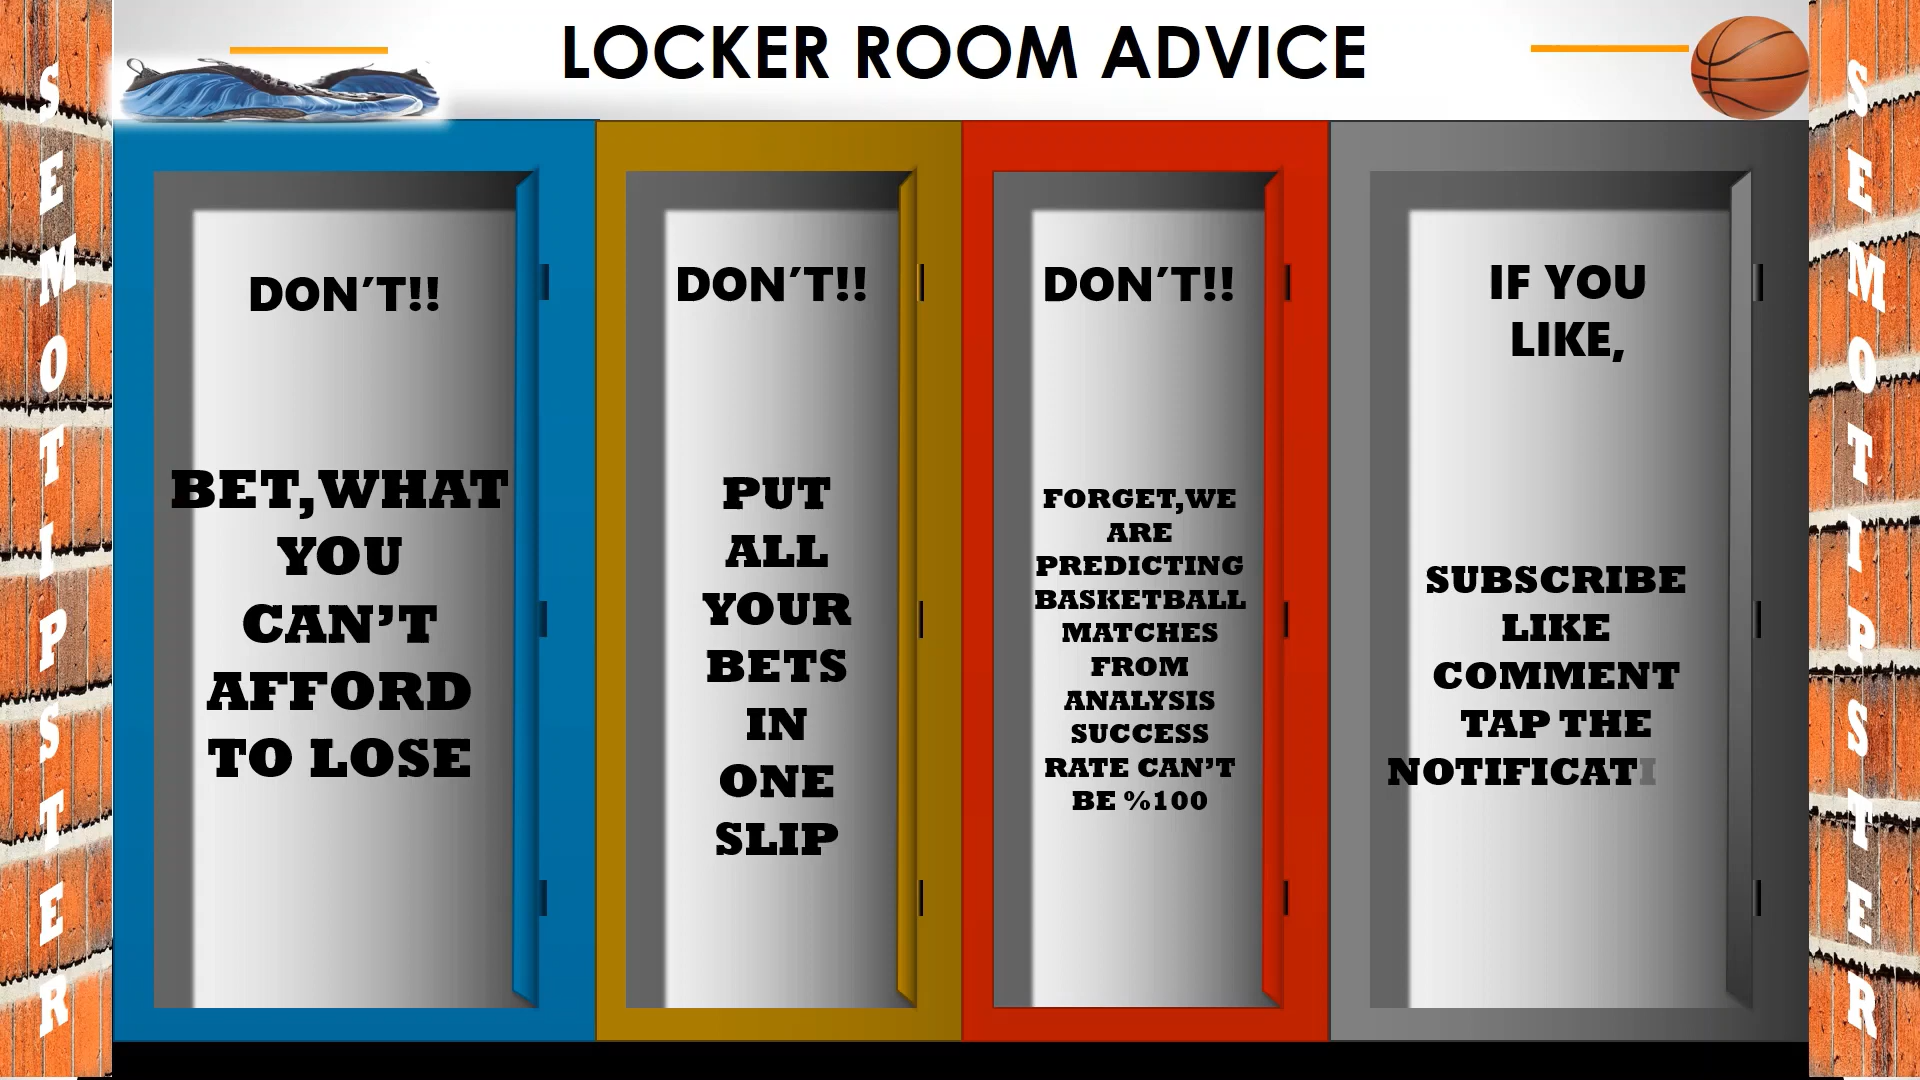 LOCKER ROOM ADVICE
SEMOTIPSTER
DON'T!!
BET,WHAT
YOU
CAN'T
AFFORD
TO LOSE
DON'T!!
PUT
ALL
YOUR
BETS
IN
ONE
SLIP
DON'T!!
FORGET,WE
ARE
PREDICTING
BASKETBALL
MATCHES
FROM
ANALYSIS
SUCCESS
RATE CAN'T
BE %100
IF YOU
LIKE,
SUBSCRIBE
LIKE
COMMENT
TAP THE
NOTIFICATI
SEMOTIPSTER